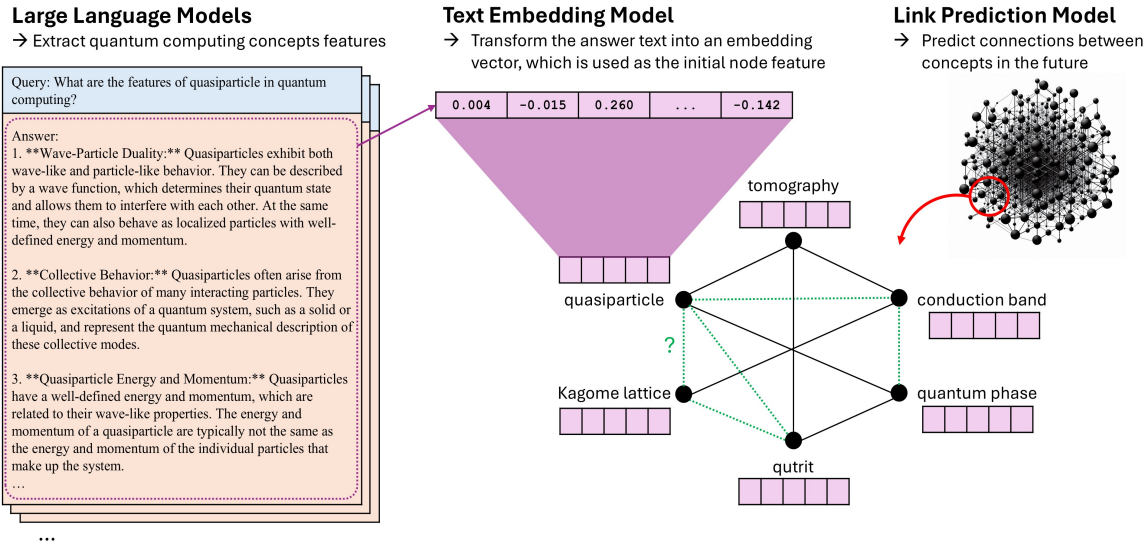 Large Language Models
→ Extract quantum computing concepts features
Query: What are the features of quasiparticle in quantum
computing?
Answer:
1. **Wave-Particle Duality:** Quasiparticles exhibit both
wave-like and particle-like behavior. They can be described
by a wave function, which determines their quantum state
and allows them to interfere with each other. At the same
time, they can also behave as localized particles with well-
defined energy and momentum.
2. **Collective Behavior:** Quasiparticles often arise from
the collective behavior of many interacting particles. They
emerge as excitations of a quantum system, such as a solid or
a liquid, and represent the quantum mechanical description of
these collective modes.
3. **Quasiparticle Energy and Momentum:** Quasiparticles
have a well-defined energy and momentum, which are
related to their wave-like properties. The energy and
momentum of a quasiparticle are typically not the same as
the energy and momentum of the individual particles that
make up the system.
...
...
Text Embedding Model
→ Transform the answer text into an embedding
vector, which is used as the initial node feature
0.004 -0.015 0.260 ... -0.142
Link Prediction Model
→ Predict connections between
concepts in the future
tomography
quasiparticle
conduction band
?
Kagome lattice
quantum phase
qutrit